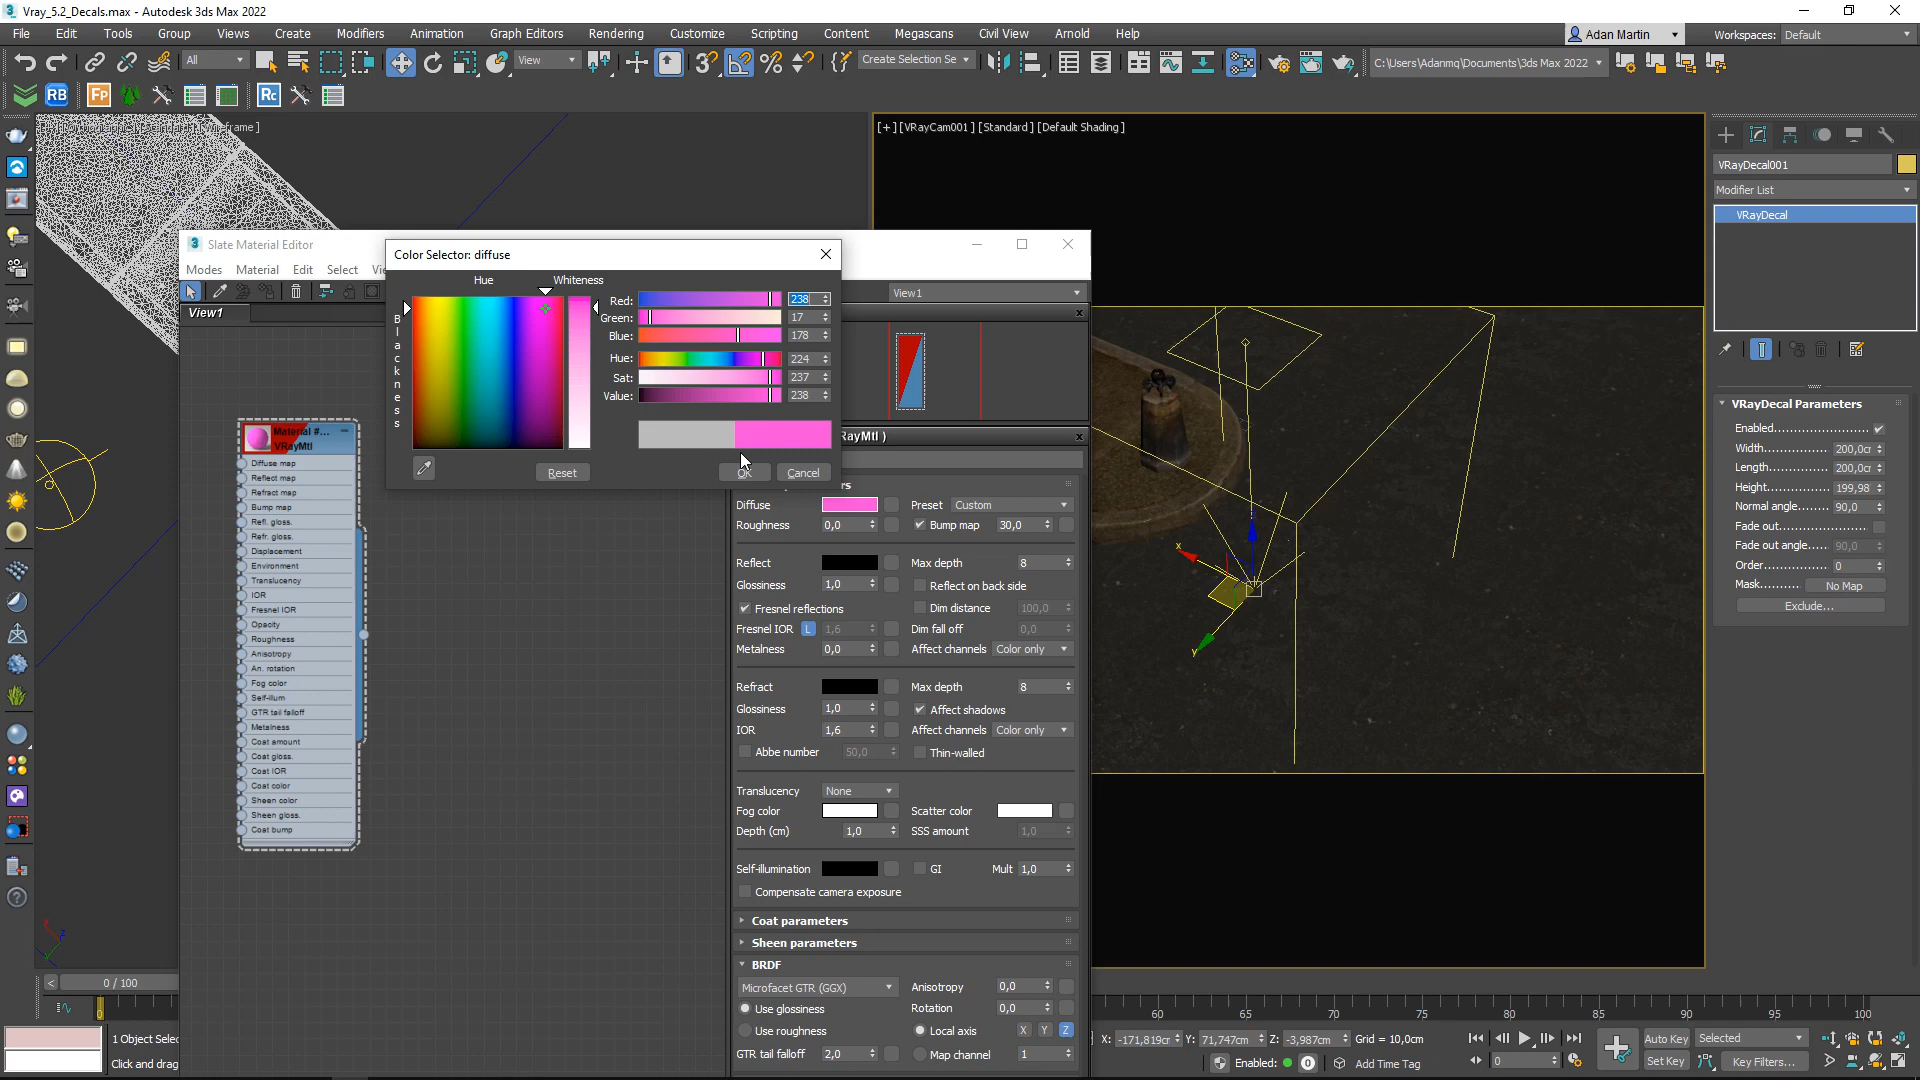 Vray_5.2_Decals.max - Autodesk 3ds Max 2022
File Edit Tools Group Views Create Modifiers Animation Graph Editors Rendering Customize Scripting Content Megascans Civil View Arnold Help
Adan Martin Workspaces: Default
All View Create Selection Se C:\Users\Adanmq\Documents\3ds Max 2022
RB Fp Rc
[+] [VRayCam001] [Standard] [Default Shading]
VRayDecal001
Modifier List
VRayDecal
Slate Material Editor
Modes Material Edit Select
View1
View1
Color Selector: diffuse
Hue Whiteness
Blackness
Red: 238
Green: 17
Blue: 178
Hue: 224
Sat: 237
Value: 238
Reset OK Cancel
Material #...
VRayMtl
Diffuse map
Reflect map
Refract map
Bump map
Refl. gloss.
Refr. gloss.
Displacement
Environment
Translucency
IOR
Fresnel IOR
Opacity
Roughness
Anisotropy
An. rotation
Fog color
Self-illum
GTR tail falloff
Metalness
Coat amount
Coat gloss.
Coat IOR
Coat color
Sheen color
Sheen gloss.
Coat bump
Diffuse Preset Custom
Roughness 0,0 Bump map 30,0
Reflect Max depth 8
Glossiness 1,0 Reflect on back side
Fresnel reflections Dim distance 100,0
Fresnel IOR L 1,6 Dim fall off 0,0
Metalness 0,0 Affect channels Color only
Refract Max depth 8
Glossiness 1,0 Affect shadows
IOR 1,6 Affect channels Color only
Abbe number 50,0 Thin-walled
Translucency None
Fog color Scatter color
Depth (cm) 1,0 SSS amount 1,0
Self-illumination GI Mult 1,0
Compensate camera exposure
Coat parameters
Sheen parameters
BRDF
Microfacet GTR (GGX) Anisotropy 0,0
Use glossiness Rotation 0,0
Use roughness Local axis X Y Z
GTR tail falloff 2,0 Map channel 1
VRayDecal Parameters
Enabled
Width 200,0cr
Length 200,0cr
Height 199,98
Normal angle 90,0
Fade out
Fade out angle 90,0
Order 0
Mask No Map
Exclude...
x
y
0 / 100
0
60 65 70 75 80 85 90 95 100
1 Object Selec
Click and drag
X: -171,819cr Y: 71,747cm Z: -3,987cm Grid = 10,0cm
Enabled: 0 Add Time Tag
0
Auto Key Selected
Set Key Key Filters...